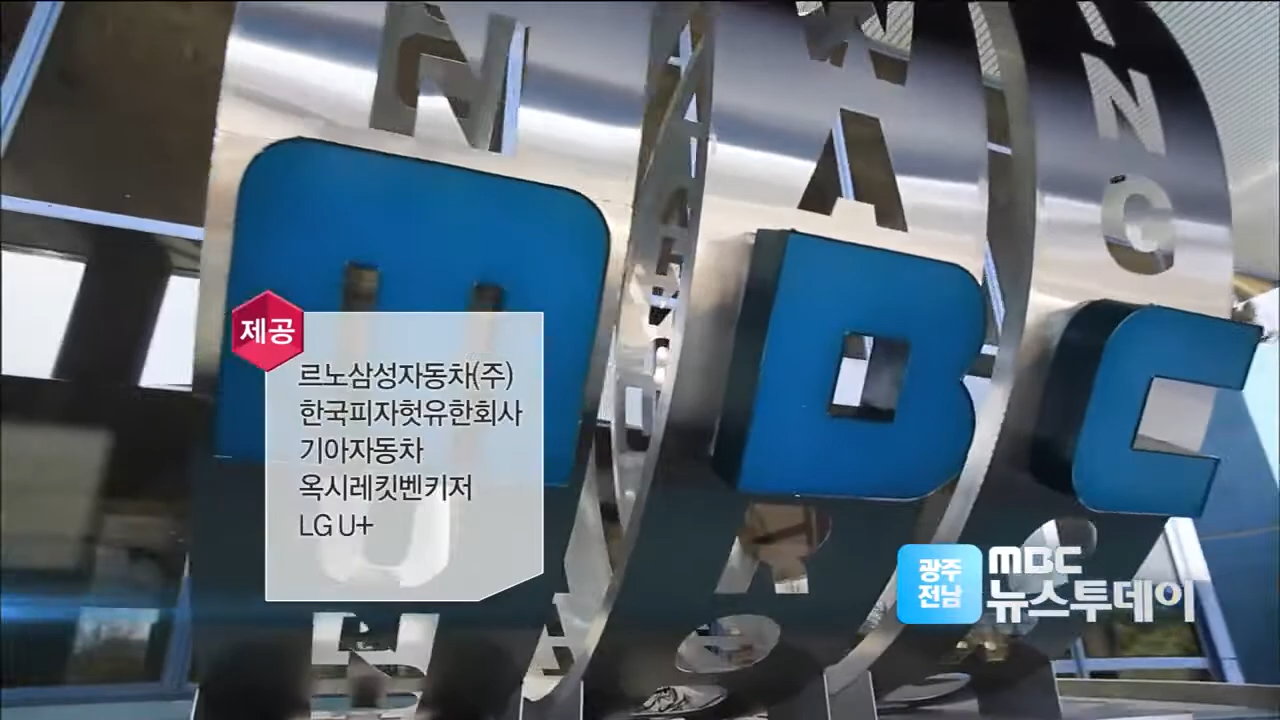 MBC
제공
르노삼성자동차(주)
한국피자헛유한회사
기아자동차
옥시레킷벤키저
LG U+
광주
전남
MBC
뉴스투데이